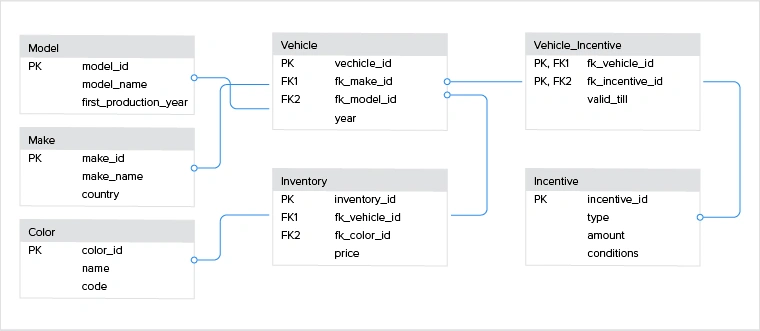 Model
PK model_id
model_name
first_production_year
Make
PK make_id
make_name
country
Color
PK color_id
name
code
Vehicle
PK vechicle_id
FK1 fk_make_id
FK2 fk_model_id
year
Inventory
PK inventory_id
FK1 fk_vehicle_id
FK2 fk_color_id
price
Vehicle_Incentive
PK, FK1 fk_vehicle_id
PK, FK2 fk_incentive_id
valid_till
Incentive
PK incentive_id
type
amount
conditions